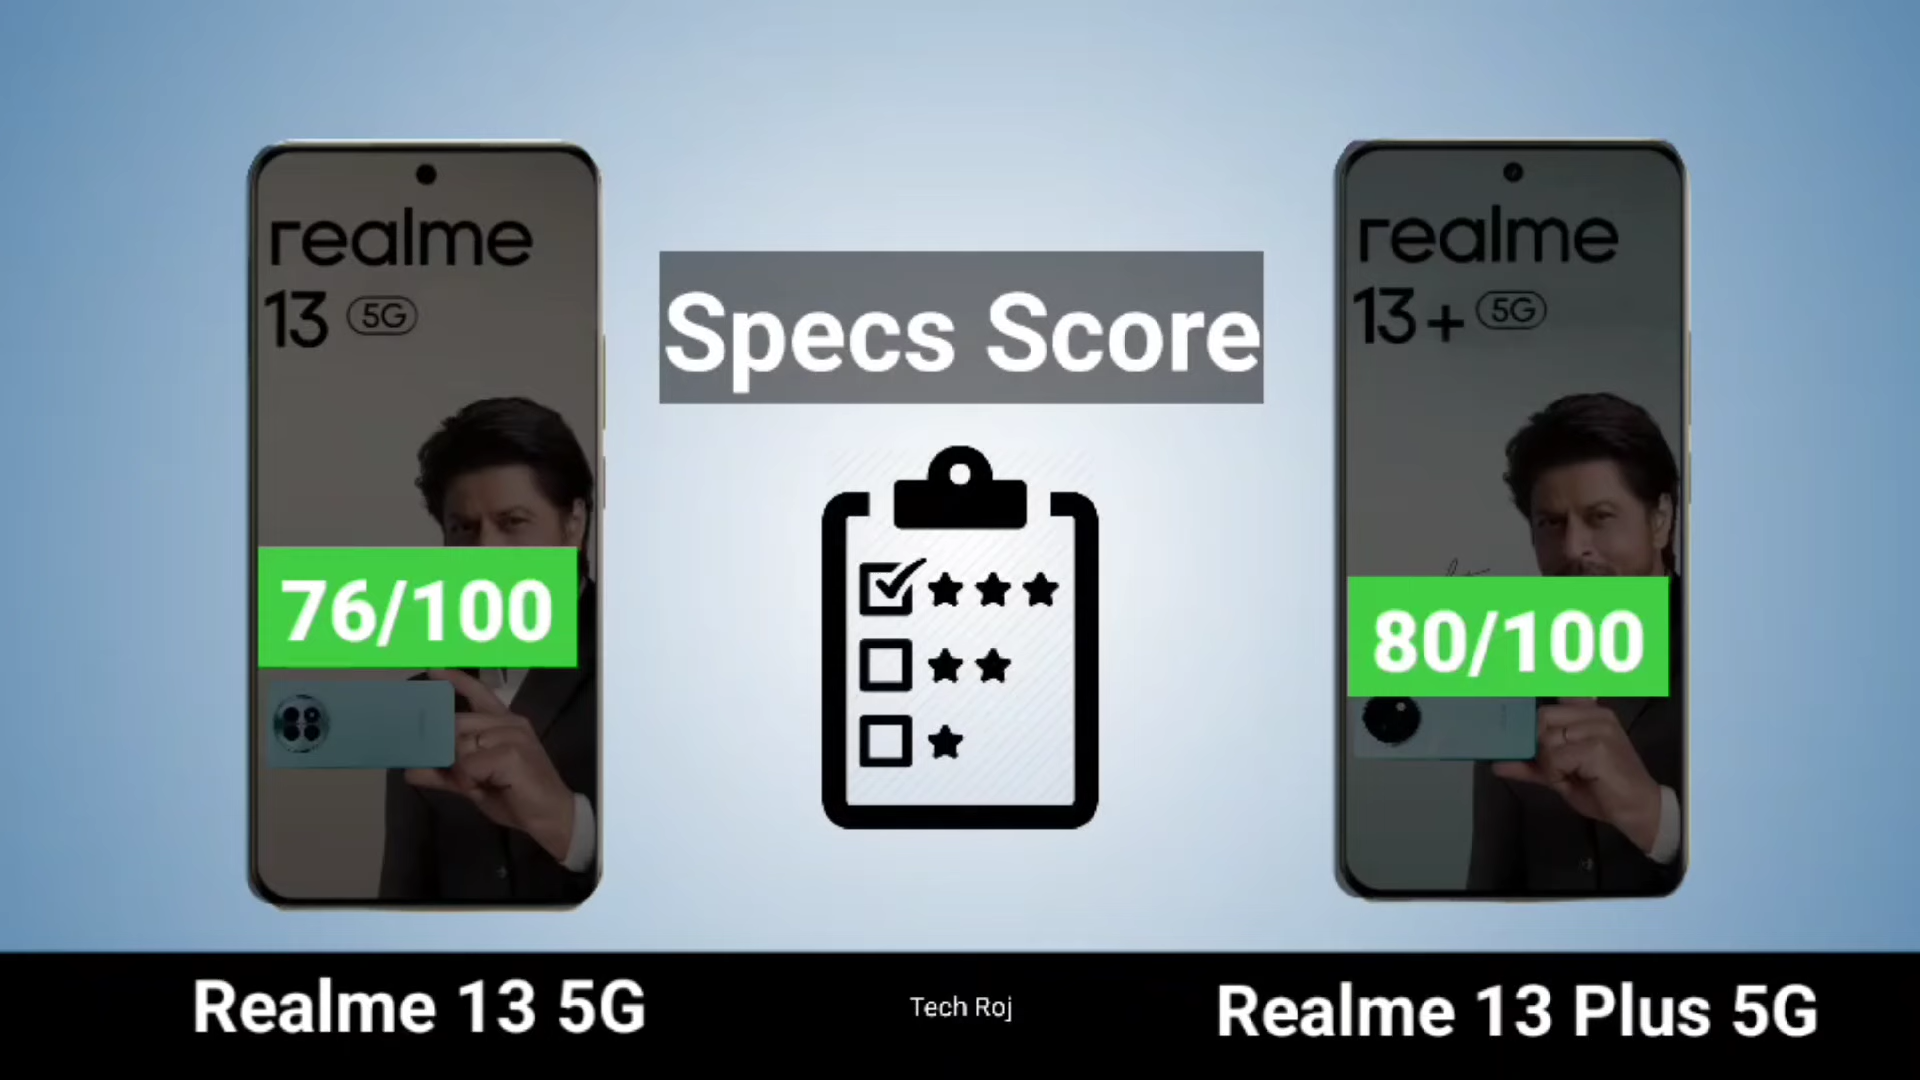 realme
13 5G
76/100
Specs Score
realme
13+ 5G
80/100
Realme 13 5G
Tech Roj
Realme 13 Plus 5G